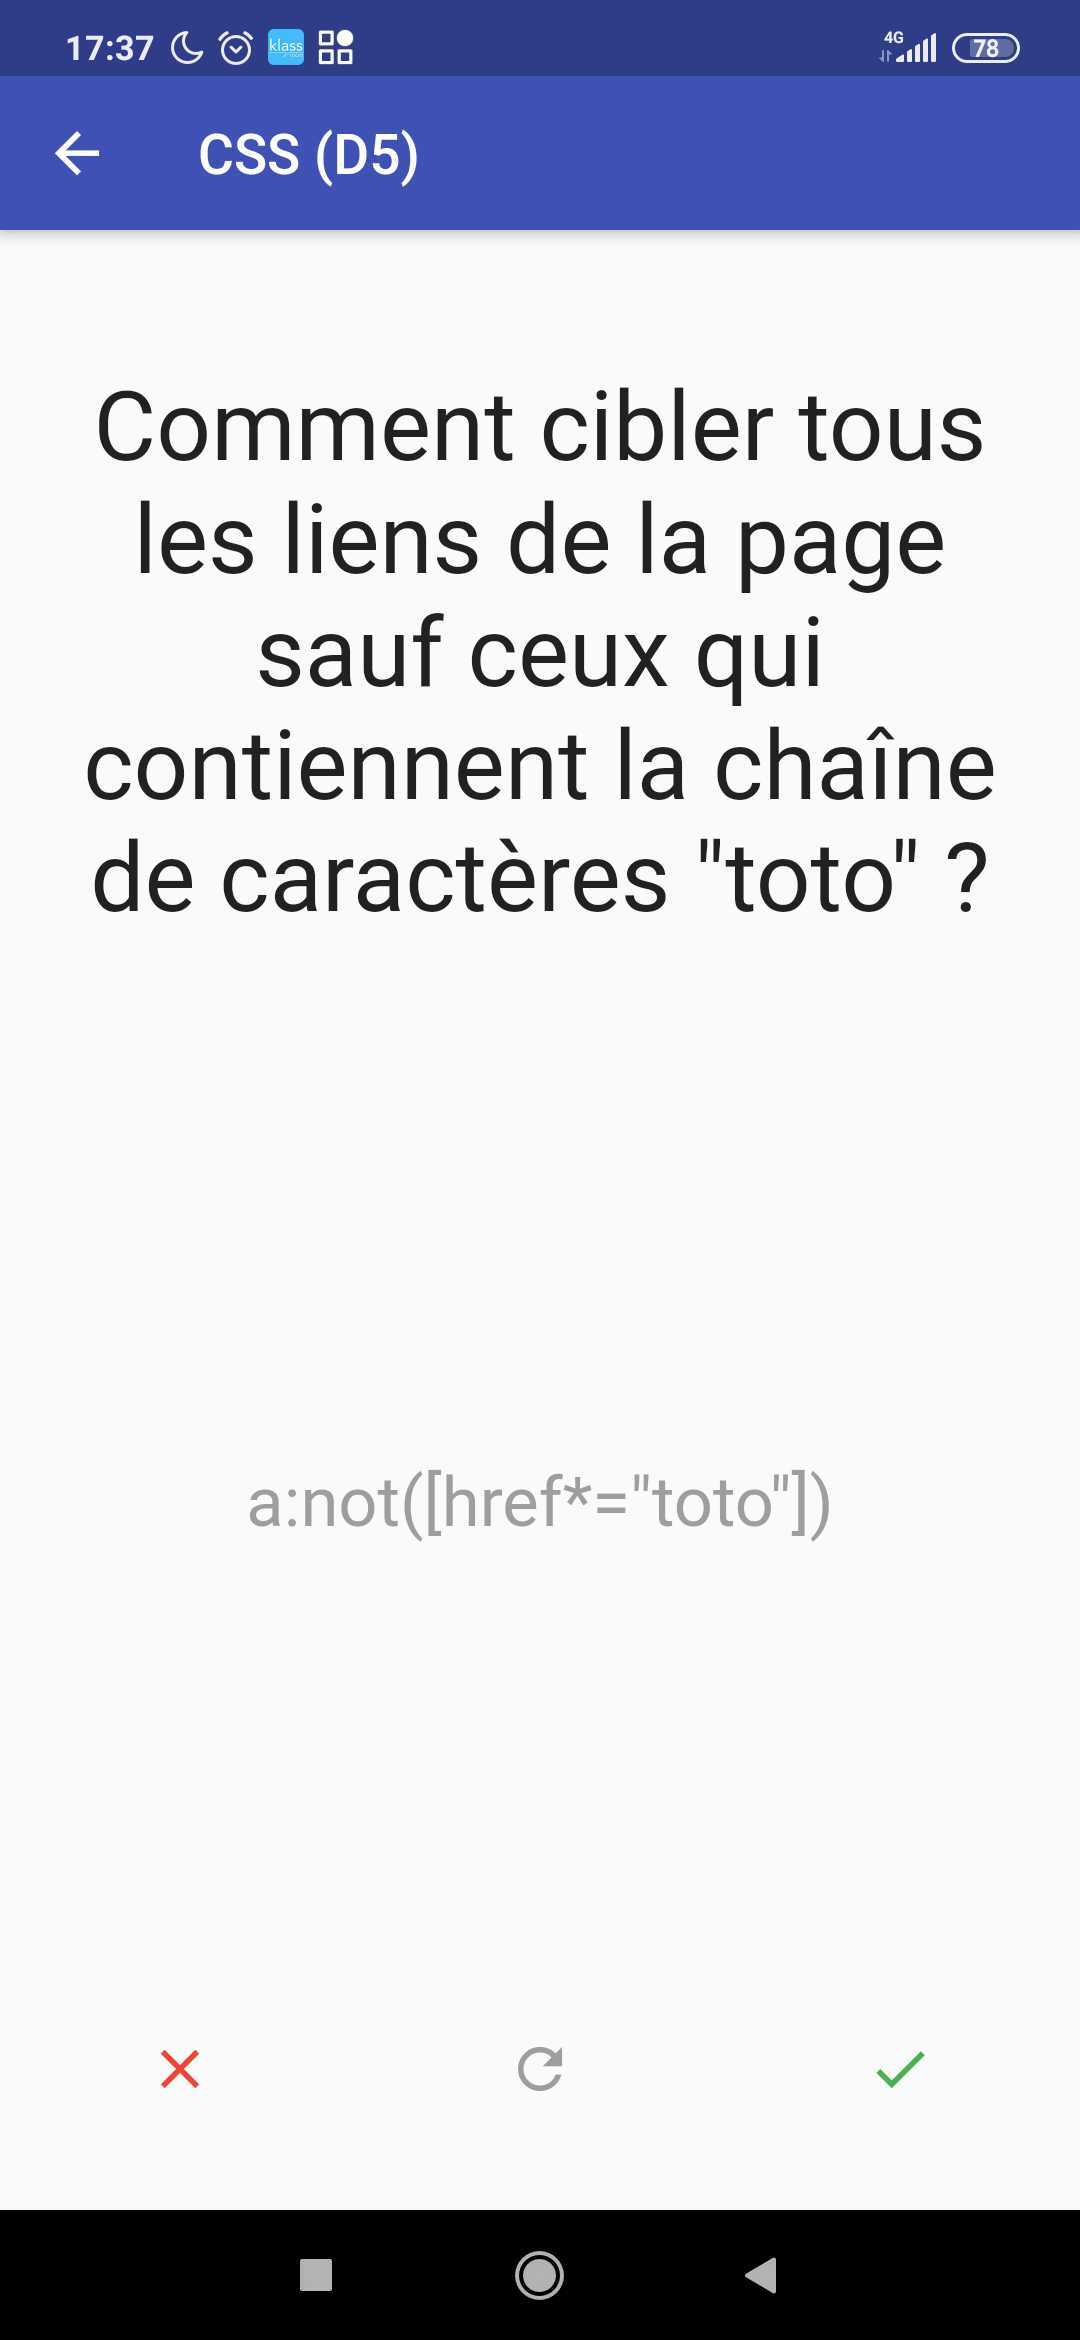 17:37 klass 4G 78
CSS (D5)
Comment cibler tous
les liens de la page
sauf ceux qui
contiennent la chaîne
de caractères "toto" ?
a:not([href*="toto"])